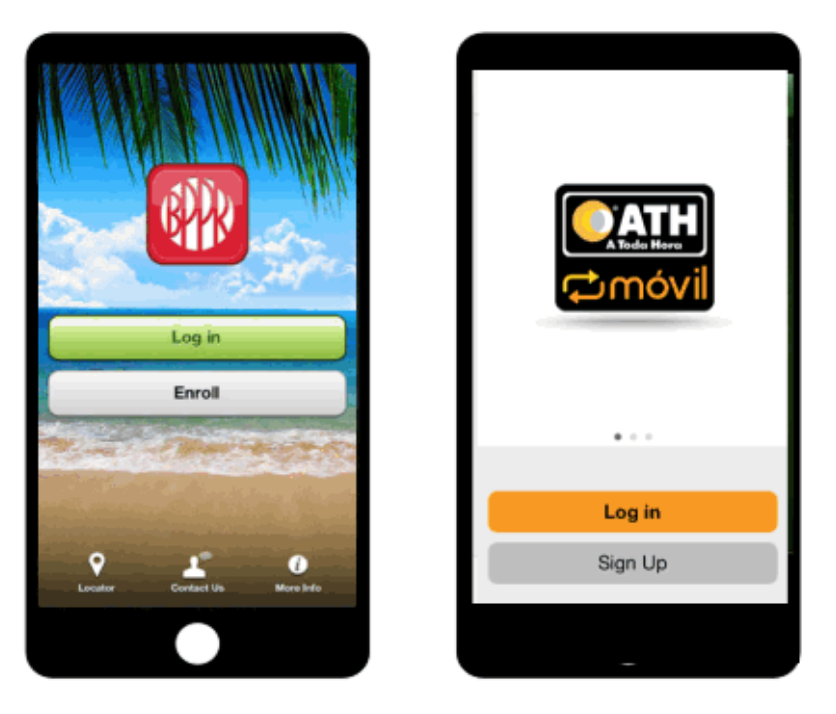 BPPR
Log in
Enroll
Locator
Contact Us
More Info
ATH
A Toda Hora
móvil
Log in
Sign Up